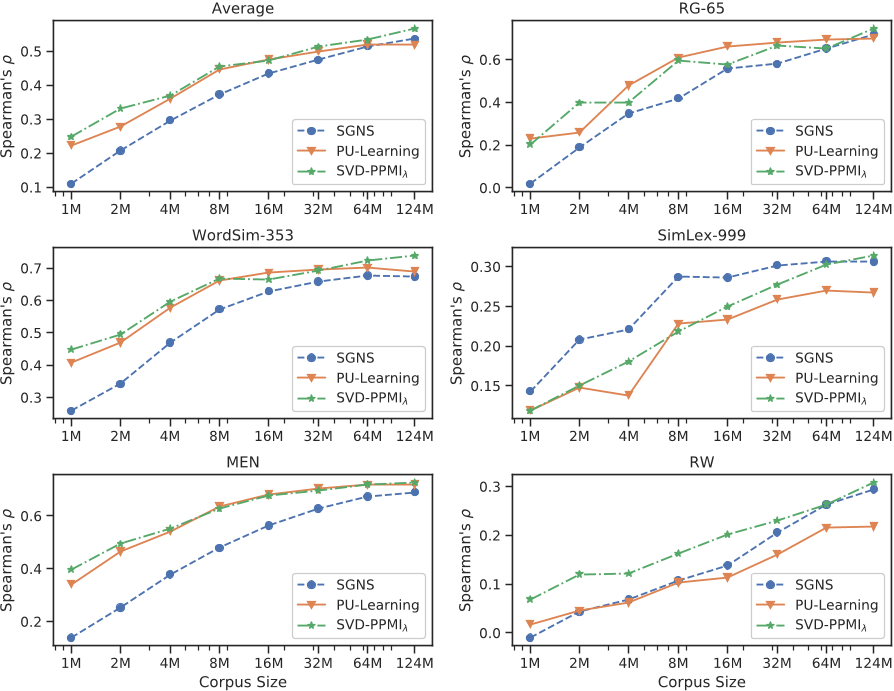 Average
Spearman's ρ
0.5
0.4
0.3
0.2
0.1
SGNS
PU-Learning
SVD-PPMIλ
1M 2M 4M 8M 16M 32M 64M 124M
RG-65
Spearman's ρ
0.6
0.4
0.2
0.0
SGNS
PU-Learning
SVD-PPMIλ
1M 2M 4M 8M 16M 32M 64M 124M
WordSim-353
Spearman's ρ
0.7
0.6
0.5
0.4
0.3
SGNS
PU-Learning
SVD-PPMIλ
1M 2M 4M 8M 16M 32M 64M 124M
SimLex-999
Spearman's ρ
0.30
0.25
0.20
0.15
SGNS
PU-Learning
SVD-PPMIλ
1M 2M 4M 8M 16M 32M 64M 124M
MEN
Spearman's ρ
0.6
0.4
0.2
SGNS
PU-Learning
SVD-PPMIλ
1M 2M 4M 8M 16M 32M 64M 124M
Corpus Size
RW
Spearman's ρ
0.3
0.2
0.1
0.0
SGNS
PU-Learning
SVD-PPMIλ
1M 2M 4M 8M 16M 32M 64M 124M
Corpus Size